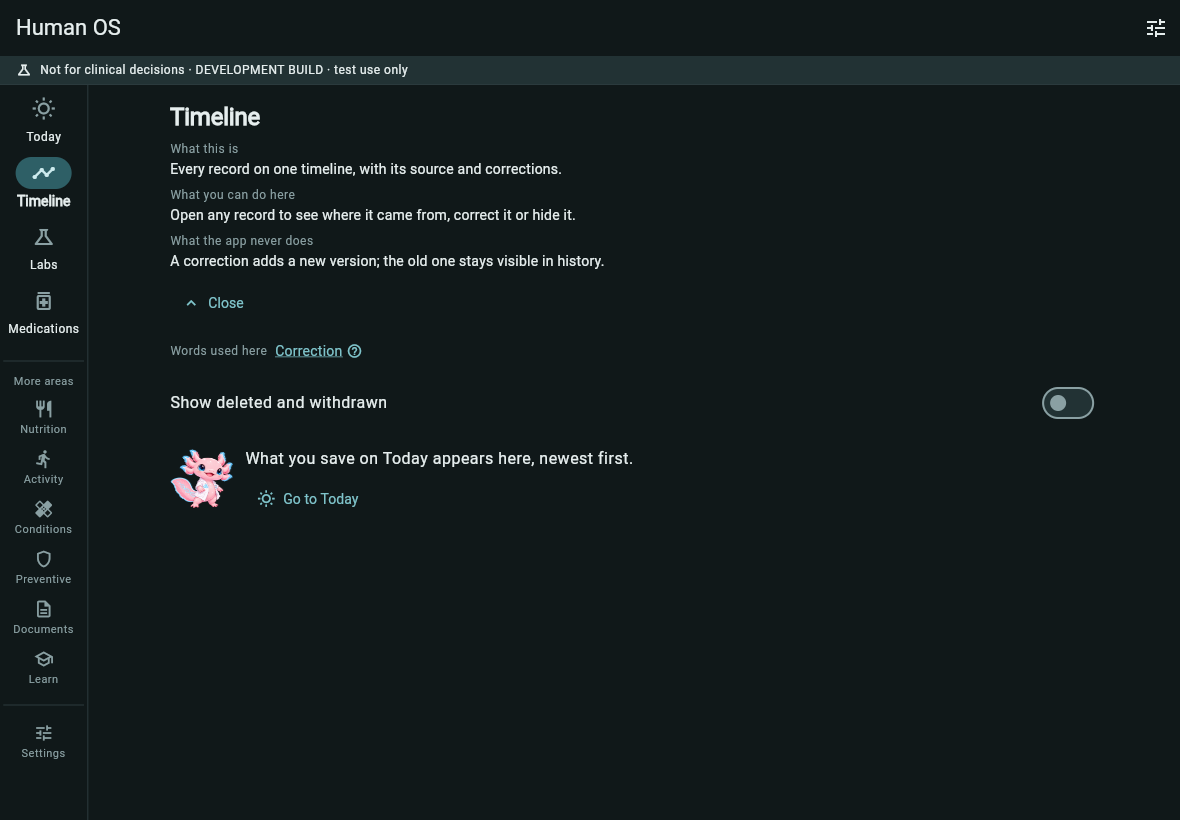 Human OS
Not for clinical decisions · DEVELOPMENT BUILD · test use only
Today
Timeline
Labs
Medications
More areas
Nutrition
Activity
Conditions
Preventive
Documents
Learn
Settings
Timeline
What this is
Every record on one timeline, with its source and corrections.
What you can do here
Open any record to see where it came from, correct it or hide it.
What the app never does
A correction adds a new version; the old one stays visible in history.
Close
Words used here Correction ?
Show deleted and withdrawn
What you save on Today appears here, newest first.
Go to Today